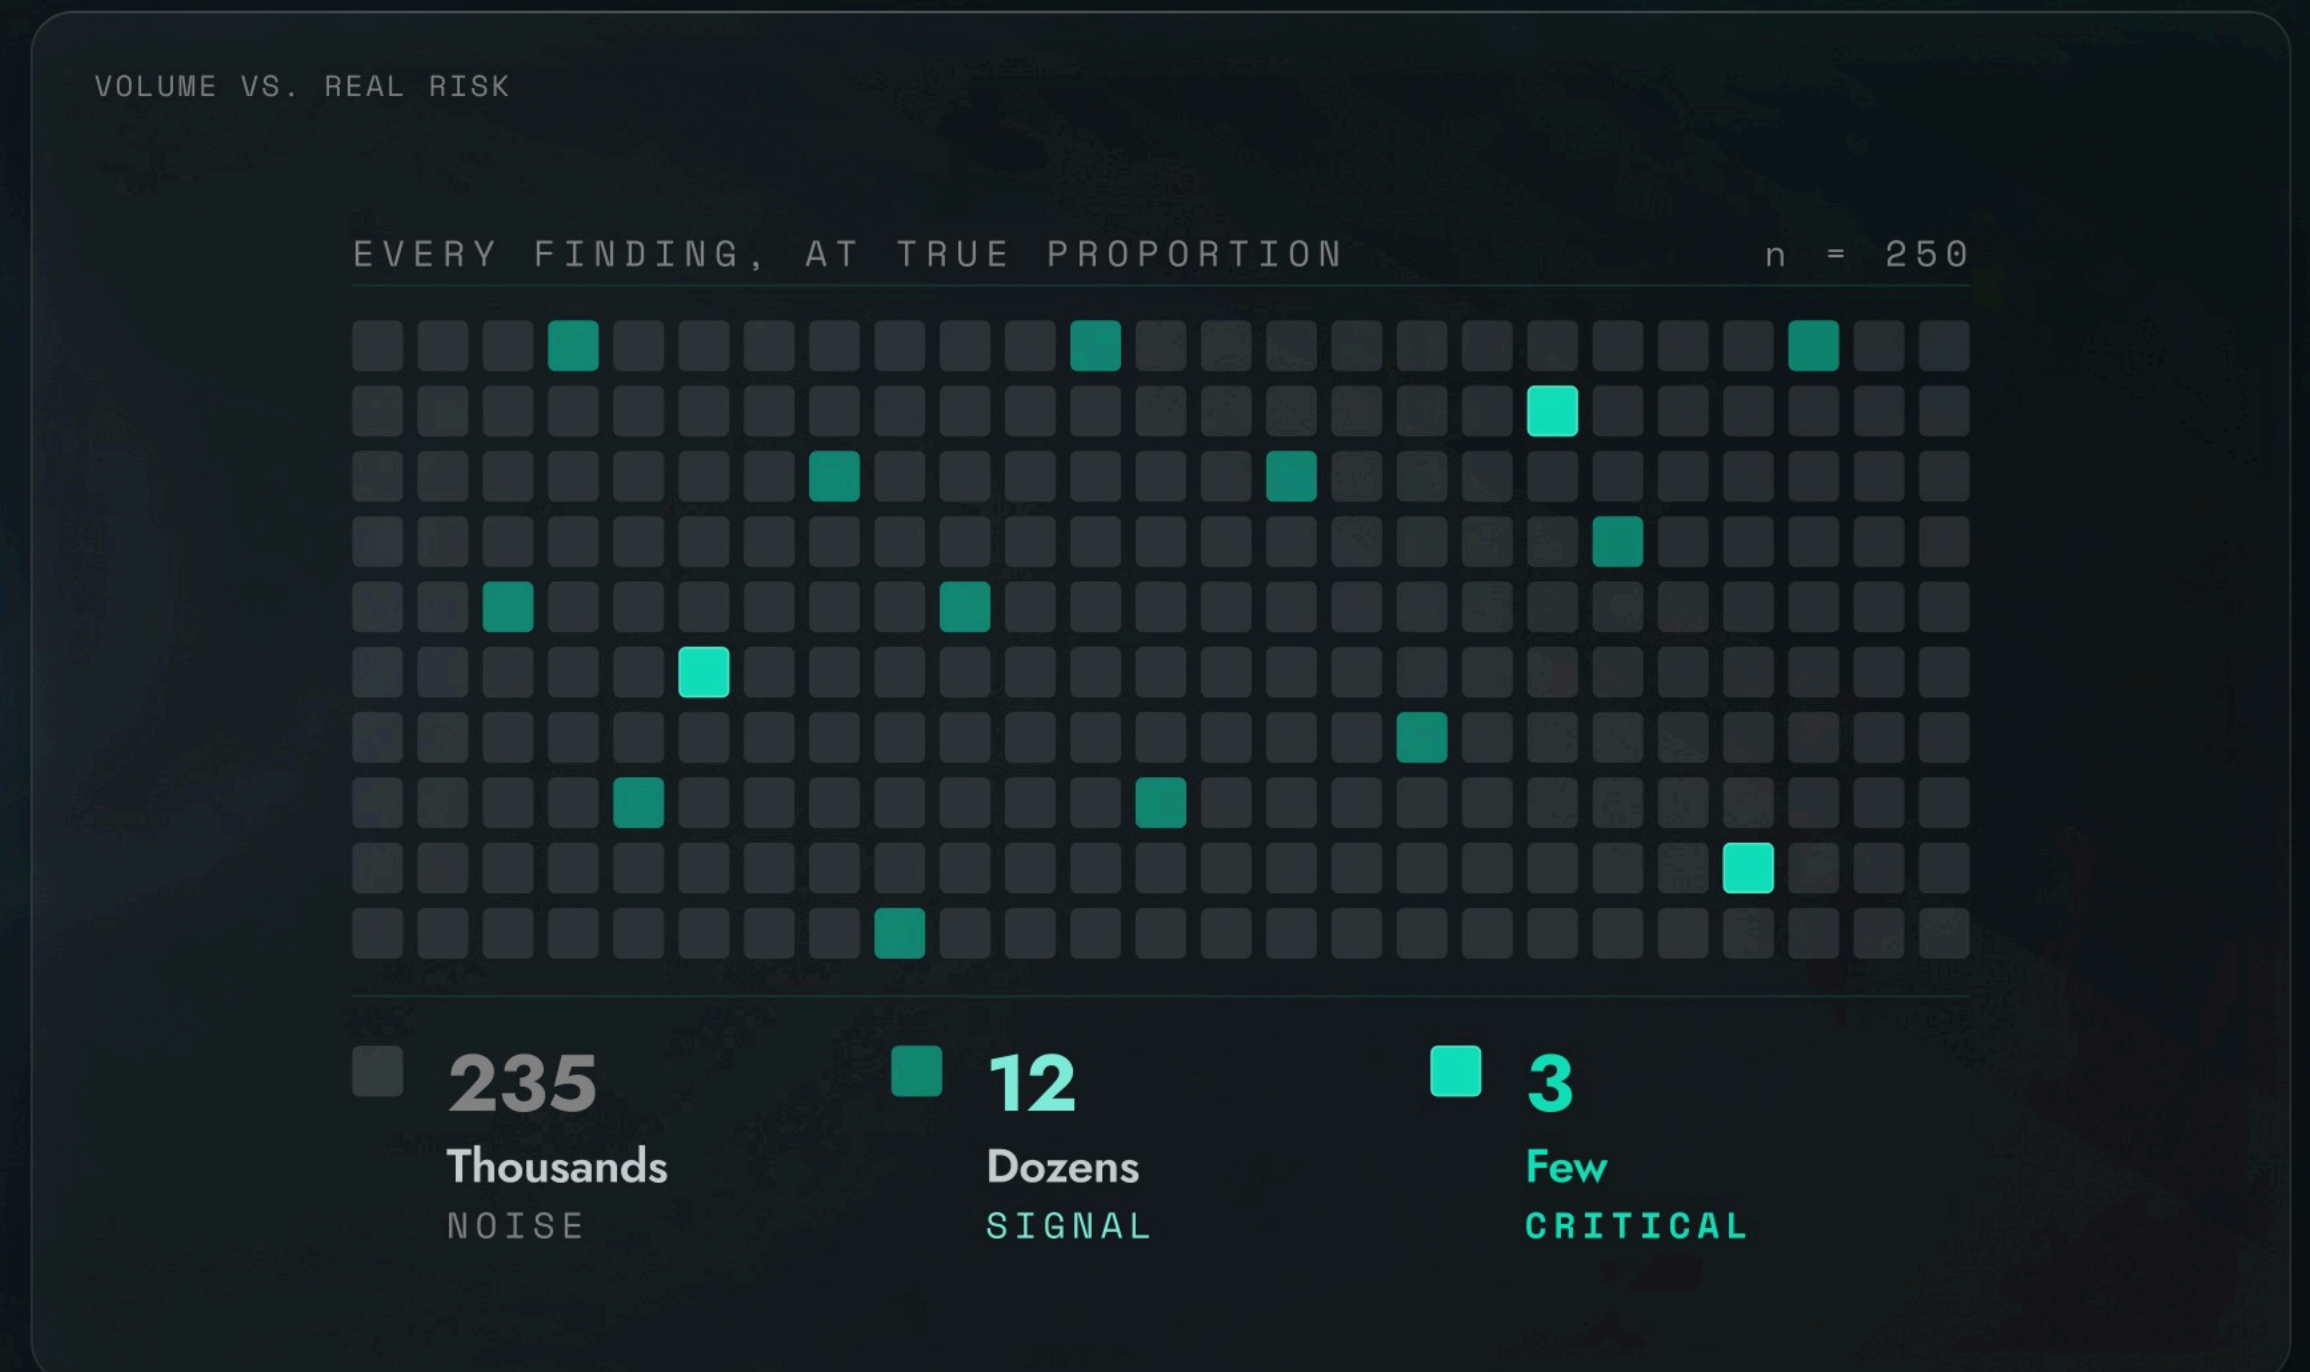 VOLUME VS. REAL RISK
EVERY FINDING, AT TRUE PROPORTION n = 250
235 12 3
Thousands Dozens Few
NOISE SIGNAL CRITICAL